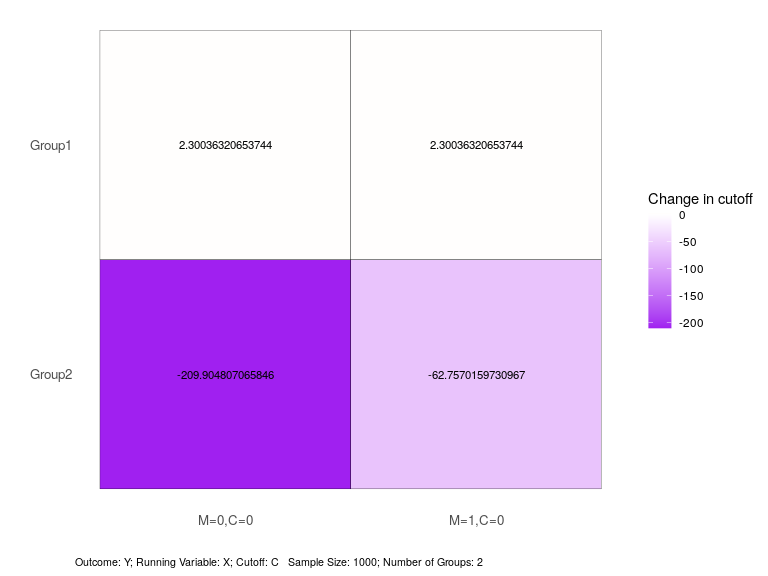 Group1
2.30036320653744
2.30036320653744
Change in cutoff
0
-50
-100
-150
-200
Group2
-209.904807065846
-62.7570159730967
M=0,C=0
M=1,C=0
Outcome: Y; Running Variable: X; Cutoff: C   Sample Size: 1000; Number of Groups: 2